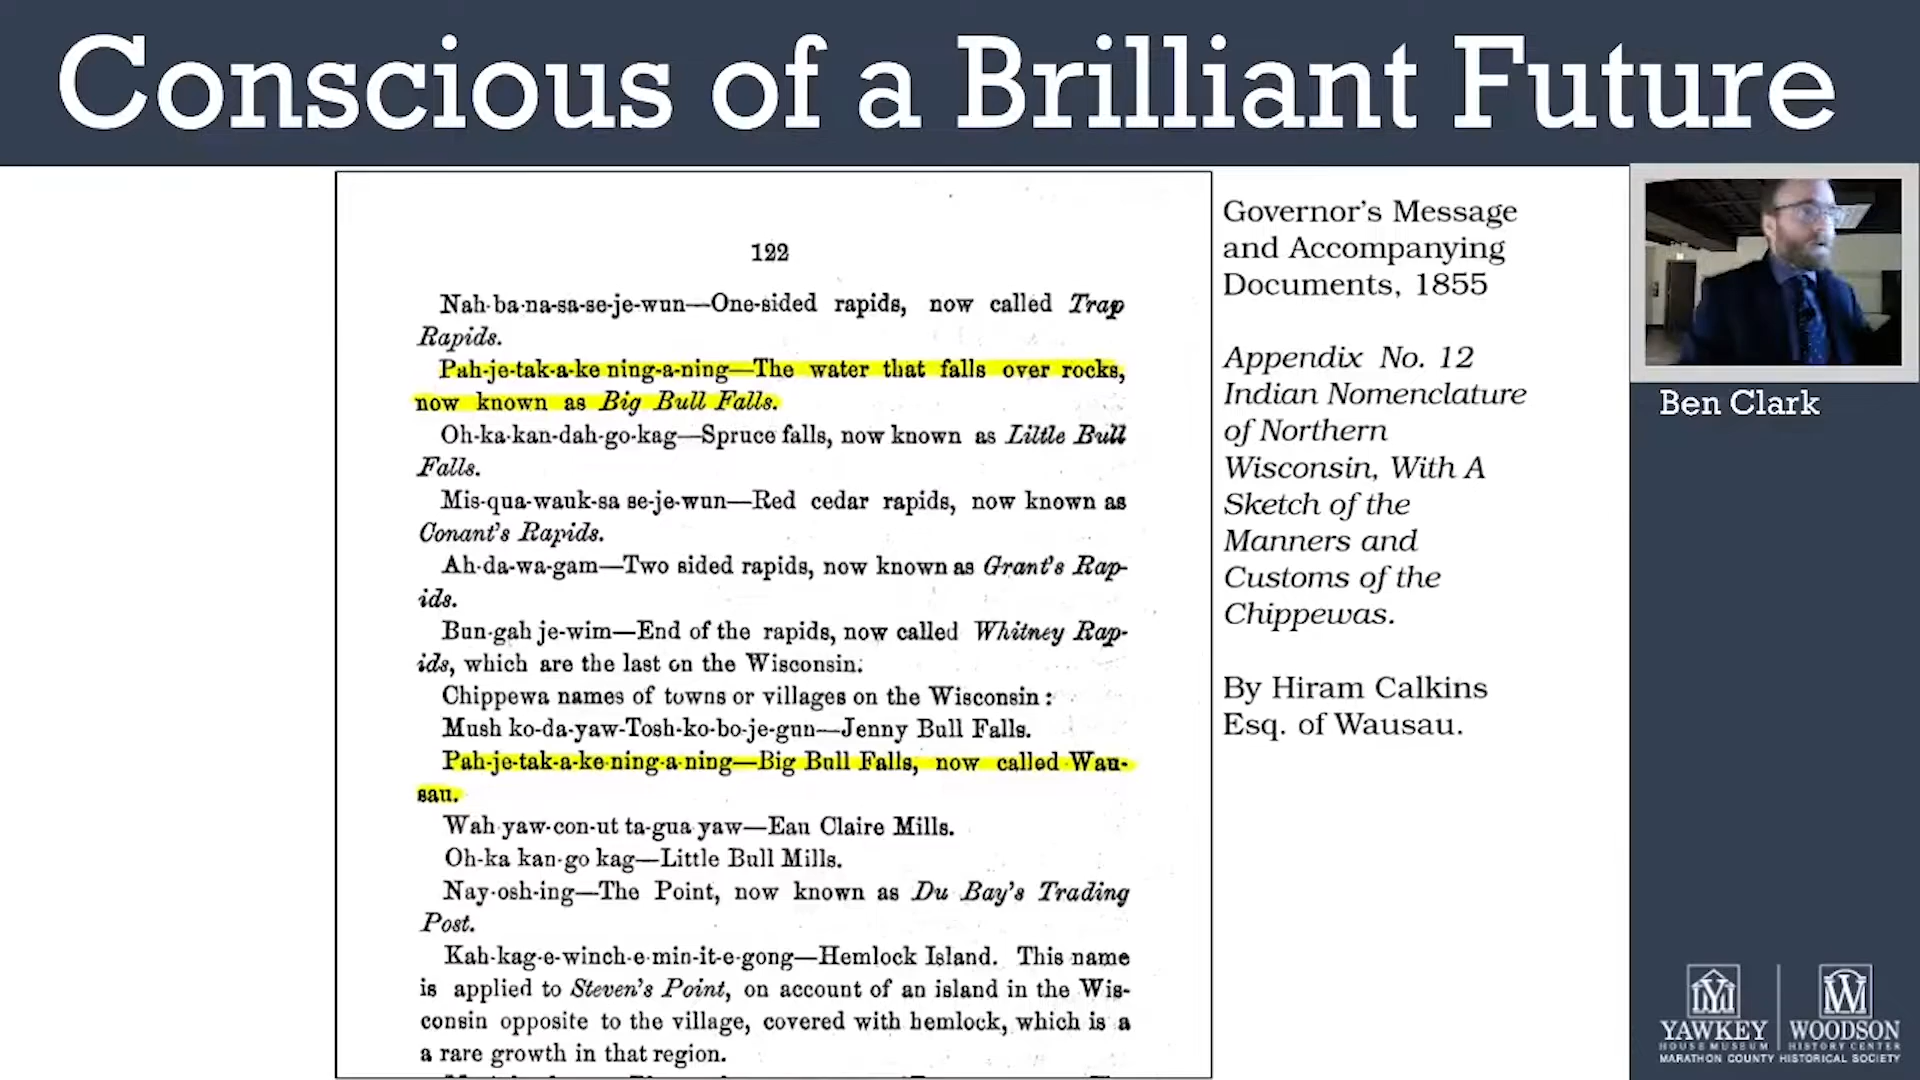 Conscious of a Brilliant Future
122
Nah-ba-na-sa-se-je-wun—One-sided rapids, now called Trap
Rapids.
Pah-je-tak-a-ke ning-a-ning—The water that falls over rocks,
now known as Big Bull Falls.
Oh-ka-kan-dah-go-kag—Spruce falls, now known as Little Bull
Falls.
Mis-qua-wauk-sa se-je-wun—Red cedar rapids, now known as
Conant's Rapids.
Ah-da-wa-gam—Two sided rapids, now known as Grant's Rap-
ids.
Bun-gah je-wim—End of the rapids, now called Whitney Rap-
ids, which are the last on the Wisconsin.
Chippewa names of towns or villages on the Wisconsin:
Mush ko-da-yaw-Tosh-ko-bo-je-gun—Jenny Bull Falls.
Pah-je-tak-a-ke-ning-a-ning—Big Bull Falls, now called Wau-
sau.
Wah yaw-con-ut ta-gua yaw—Eau Claire Mills.
Oh-ka kan-go kag—Little Bull Mills.
Nay-osh-ing—The Point, now known as Du Bay's Trading
Post.
Kah-kag-e-winch-e-min-it-e-gong—Hemlock Island. This name
is applied to Steven's Point, on account of an island in the Wis-
consin opposite to the village, covered with hemlock, which is a
a rare growth in that region.
Governor's Message
and Accompanying
Documents, 1855
Appendix No. 12
Indian Nomenclature
of Northern
Wisconsin, With A
Sketch of the
Manners and
Customs of the
Chippewas.
By Hiram Calkins
Esq. of Wausau.
Ben Clark
YAWKEY
HOUSE MUSEUM
WOODSON
HISTORY CENTER
MARATHON COUNTY HISTORICAL SOCIETY